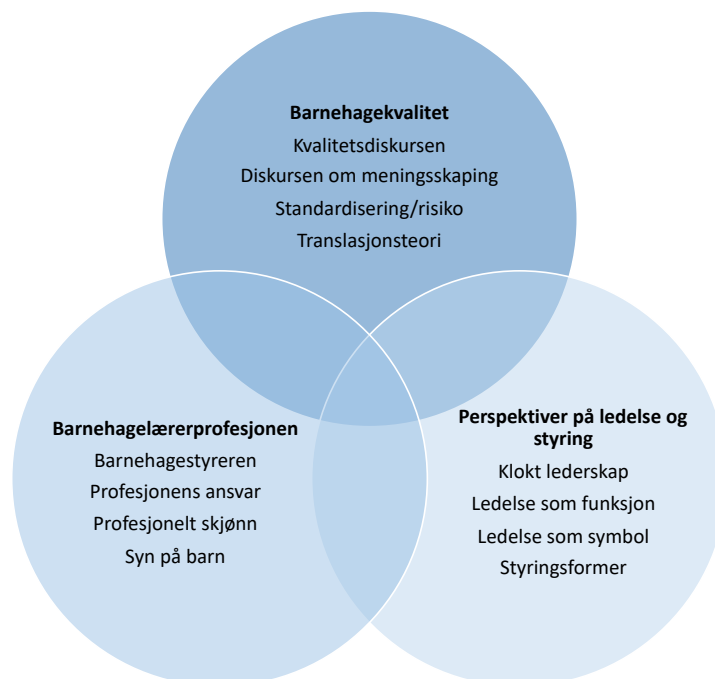 Barnehagekvalitet
Kvalitetsdiskursen
Diskursen om meningsskaping
Standardisering/risiko
Translasjonsteori
Barnehagelærerprofesjonen
Barnehagestyreren
Profesjonens ansvar
Profesjonelt skjønn
Syn på barn
Perspektiver på ledelse og
styring
Klokt lederskap
Ledelse som funksjon
Ledelse som symbol
Styringsformer